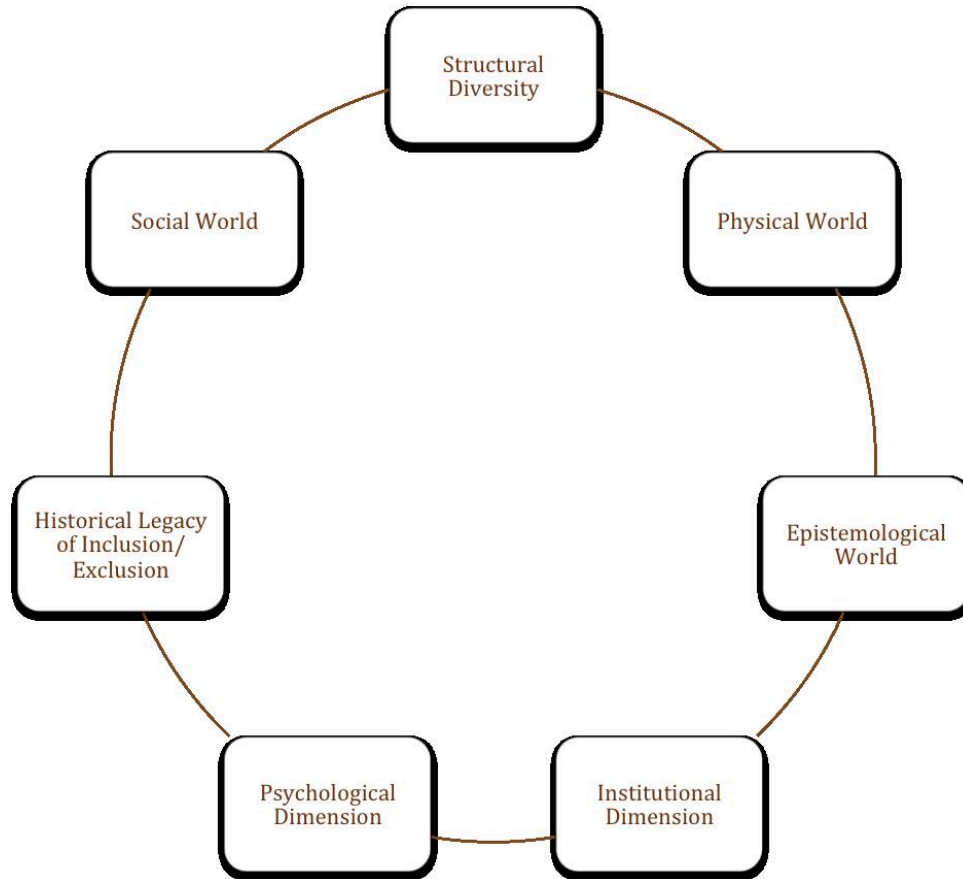 Structural
Diversity
Social World
Physical World
Historical Legacy
of Inclusion/
Exclusion
Epistemological
World
Psychological
Dimension
Institutional
Dimension